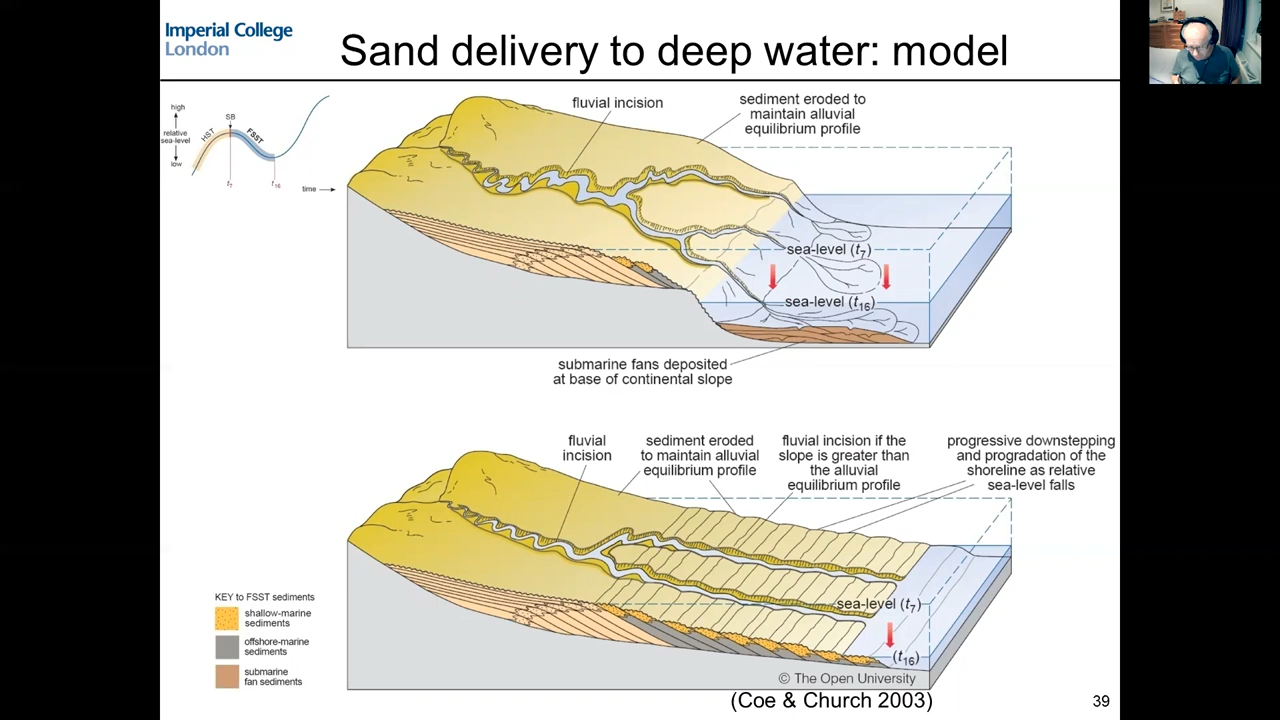 Imperial College
London
Sand delivery to deep water: model
high
relative
sea-level
low
HST
SB
FSST
t7
t16
time
fluvial incision
sediment eroded to
maintain alluvial
equilibrium profile
sea-level (t7)
sea-level (t16)
submarine fans deposited
at base of continental slope
fluvial
incision
sediment eroded
to maintain alluvial
equilibrium profile
fluvial incision if the
slope is greater than
the alluvial
equilibrium profile
progressive downstepping
and progradation of the
shoreline as relative
sea-level falls
sea-level (t7)
(t16)
KEY to FSST sediments
shallow-marine
sediments
offshore-marine
sediments
submarine
fan sediments
© The Open University
(Coe & Church 2003)
39